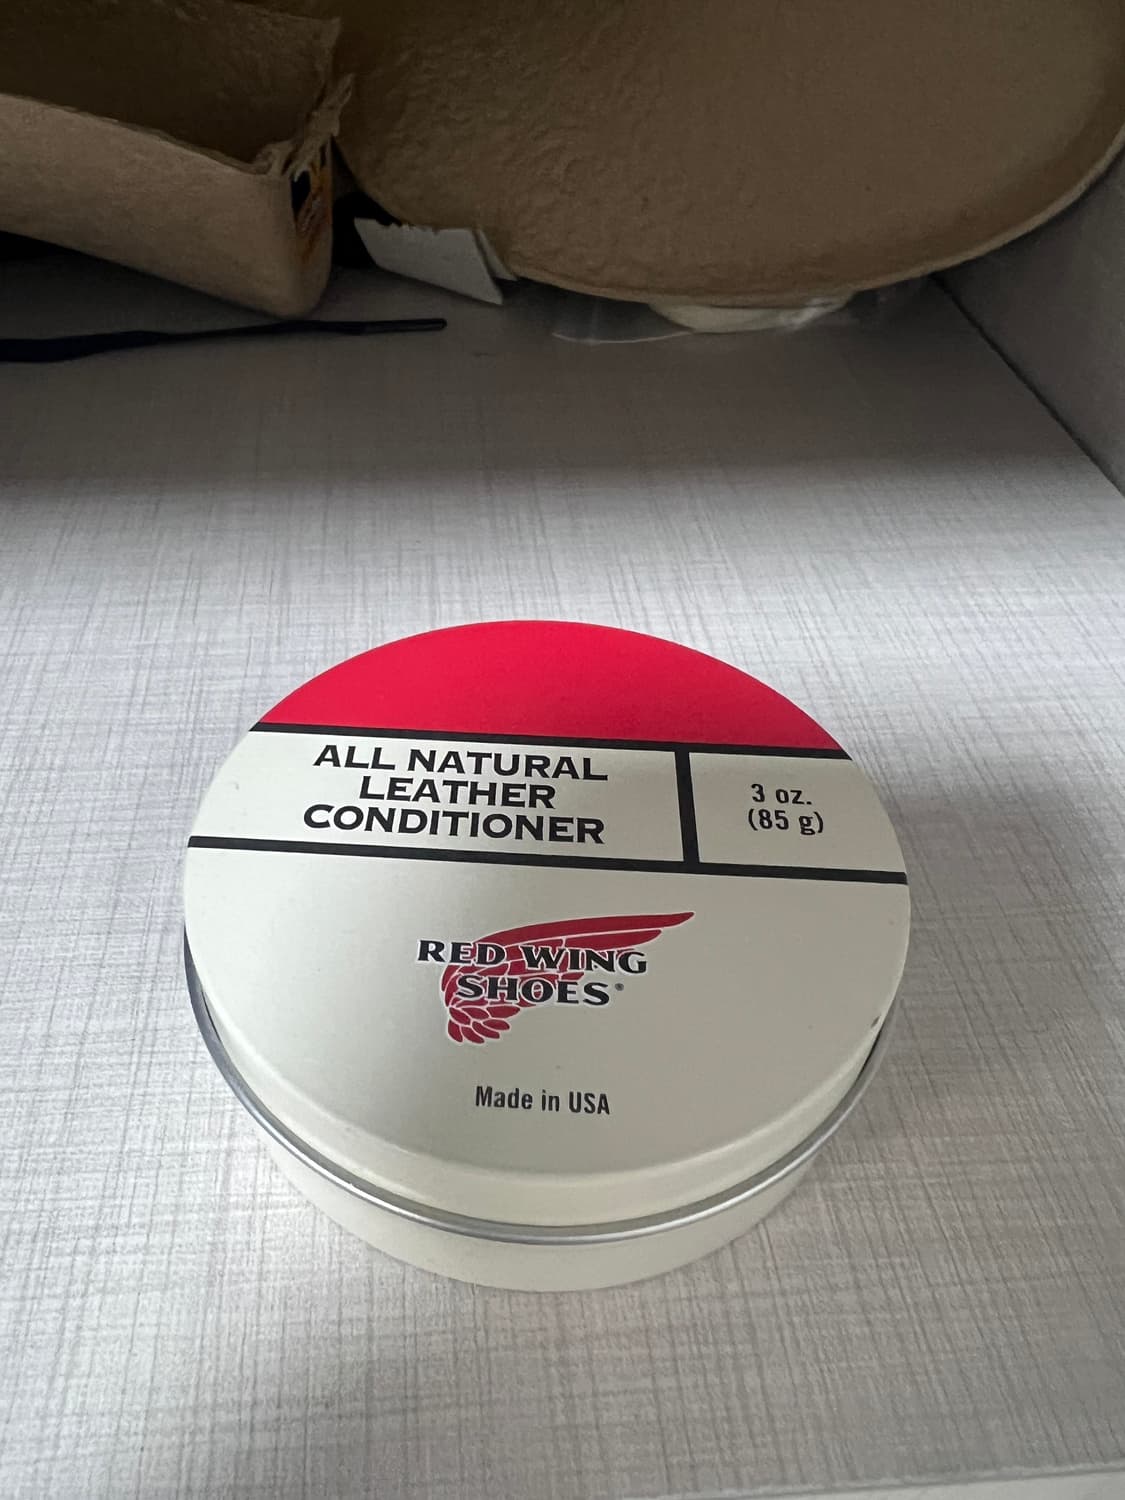 ALL NATURAL
LEATHER
CONDITIONER
3 oz.
(85 g)
RED WING
SHOES®
Made in USA